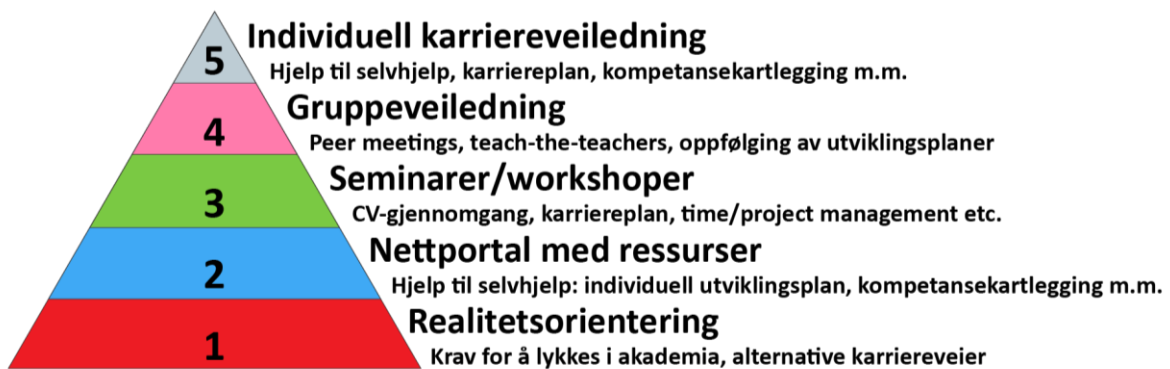 5
Individuell karriereveiledning
Hjelp til selvhjelp, karriereplan, kompetansekartlegging m.m.
4
Gruppeveiledning
Peer meetings, teach-the-teachers, oppfølging av utviklingsplaner
3
Seminarer/workshoper
CV-gjennomgang, karriereplan, time/project management etc.
2
Nettportal med ressurser
Hjelp til selvhjelp: individuell utviklingsplan, kompetansekartlegging m.m.
1
Realitetsorientering
Krav for å lykkes i akademia, alternative karriereveier